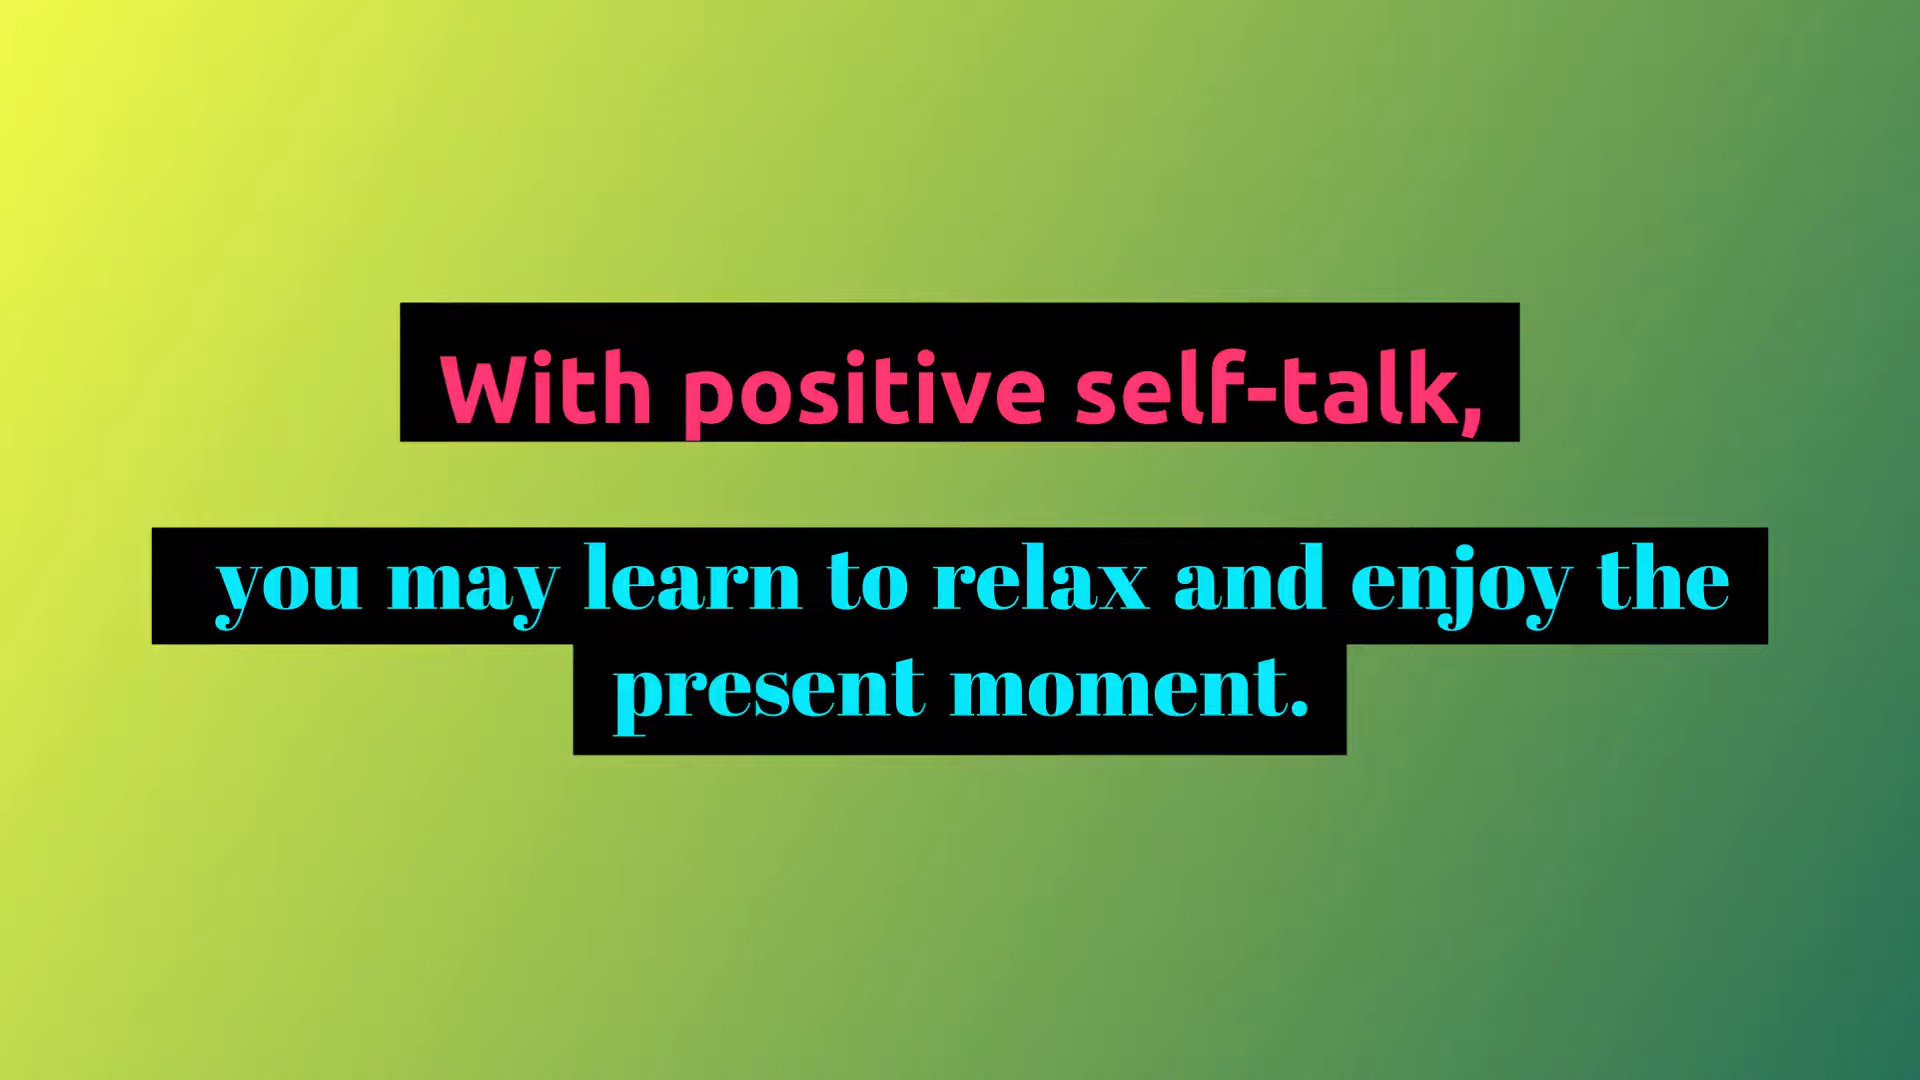 With positive self-talk,
you may learn to relax and enjoy the
present moment.